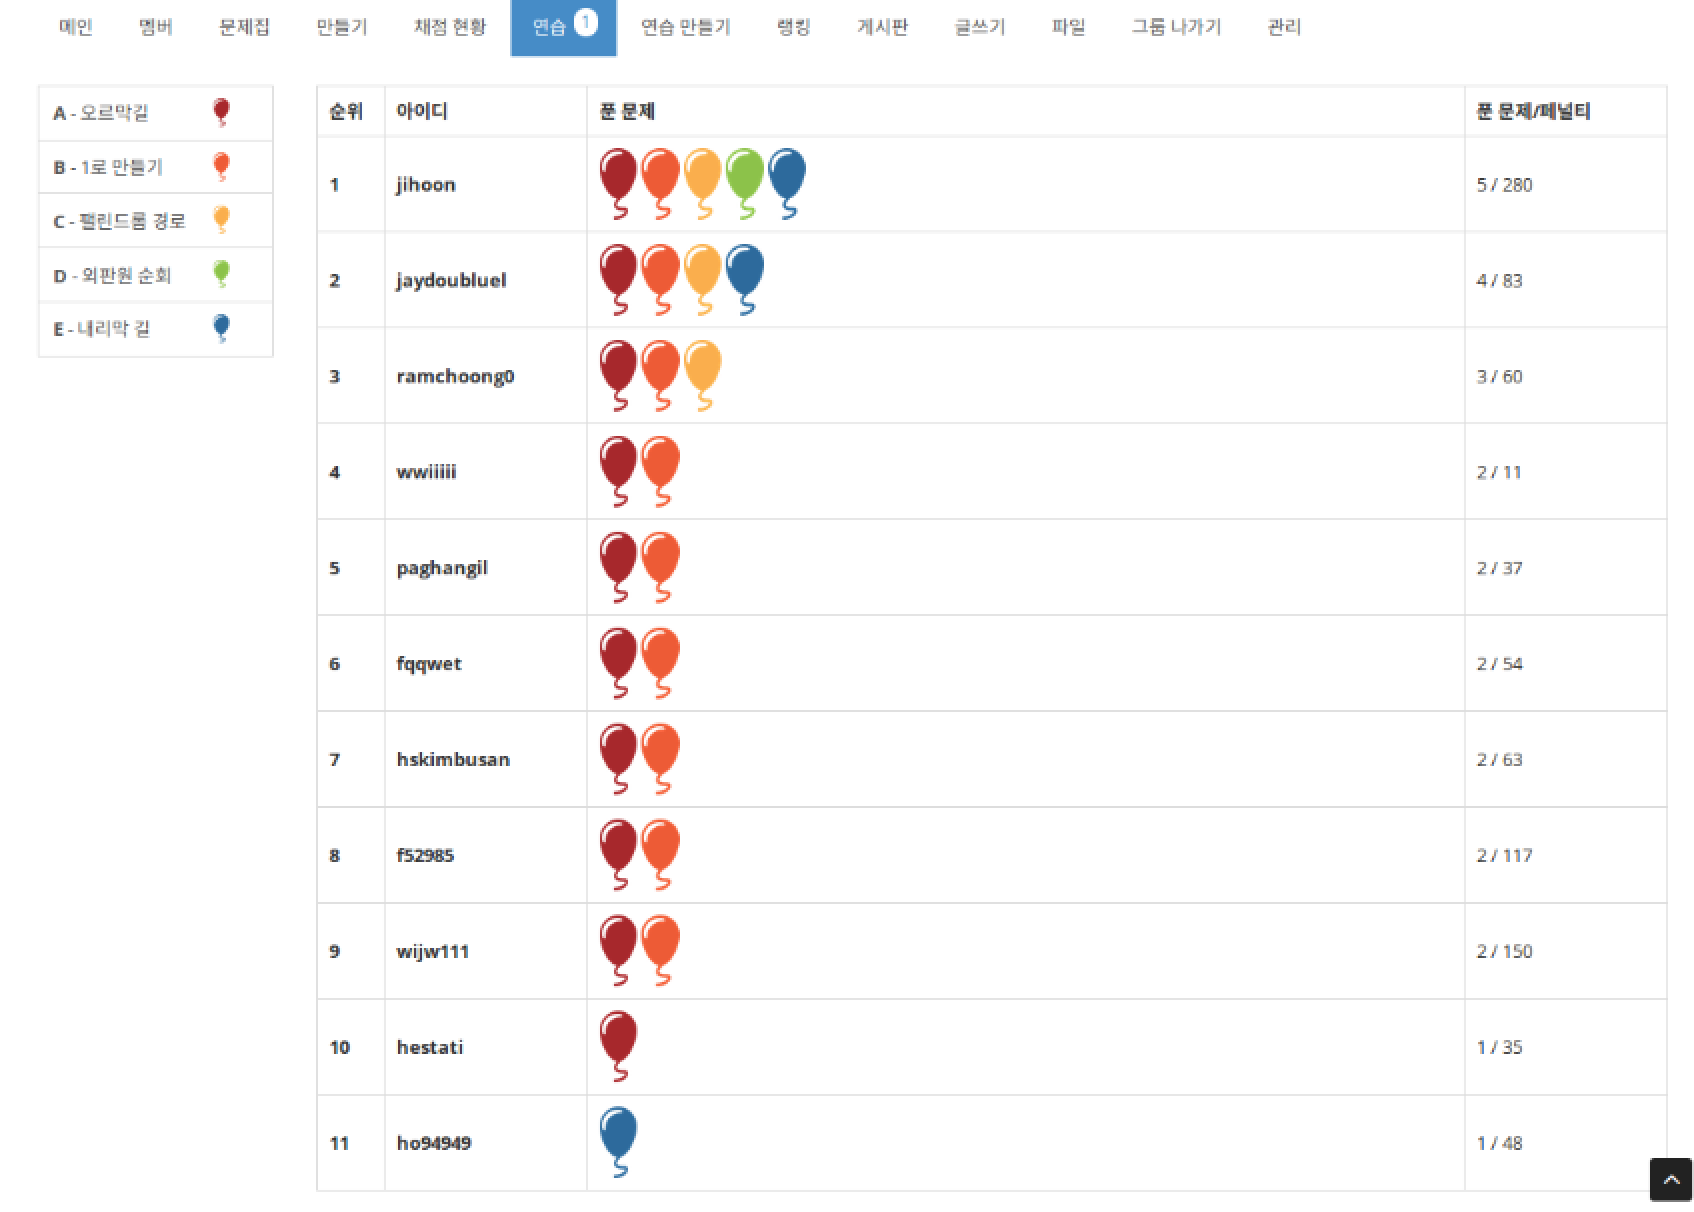 메인 멤버 문제집 만들기 채점 현황 연습 1 연습 만들기 랭킹 게시판 글쓰기 파일 그룹 나가기 관리
A - 오르막길
B - 1로 만들기
C - 팰린드롬 경로
D - 외판원 순회
E - 내리막 길
순위 아이디 푼 문제 푼 문제/페널티
1 jihoon 5 / 280
2 jaydoubluel 4 / 83
3 ramchoong0 3 / 60
4 wwiiiii 2 / 11
5 paghangil 2 / 37
6 fqqwet 2 / 54
7 hskimbusan 2 / 63
8 f52985 2 / 117
9 wijw111 2 / 150
10 hestati 1 / 35
11 ho94949 1 / 48